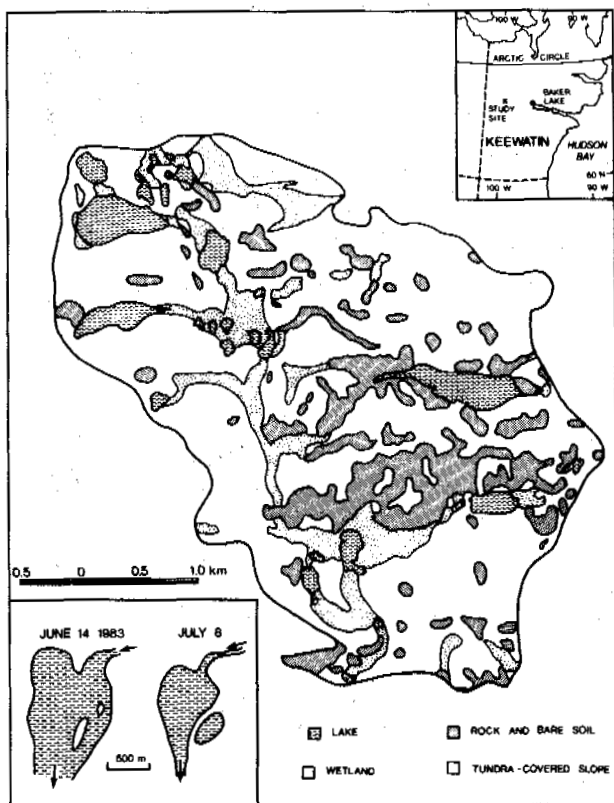 100 W
90 W
ARCTIC CIRCLE
BAKER LAKE
STUDY SITE
KEEWATIN
HUDSON BAY
60 N
100 W
90 W
0.5 0 0.5 1.0 km
JUNE 14 1983 JULY 8
500 m
LAKE
ROCK AND BARE SOIL
WETLAND
TUNDRA-COVERED SLOPE